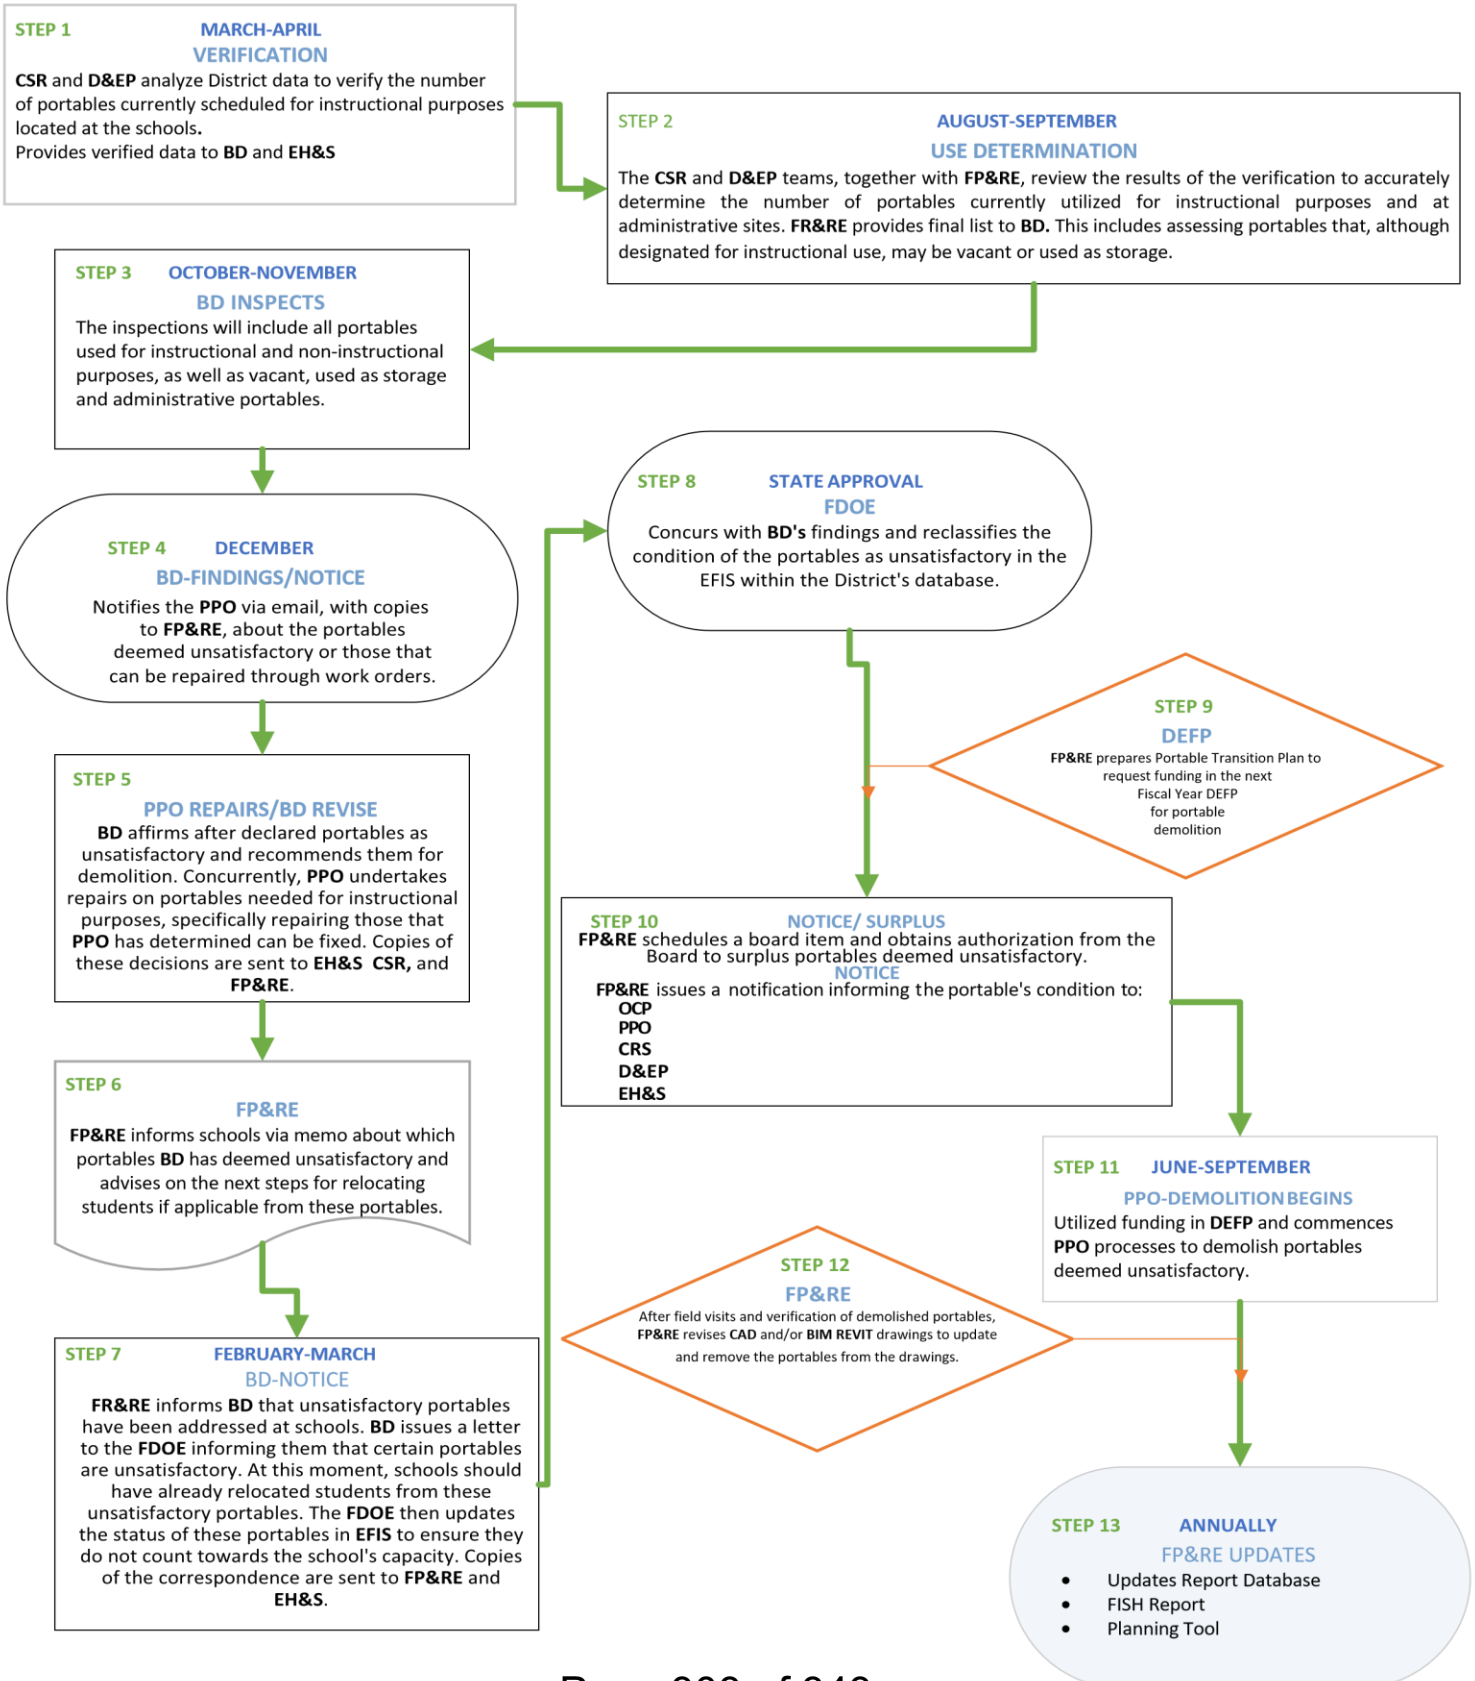 STEP 1 MARCH-APRIL
VERIFICATION
CSR and D&EP analyze District data to verify the number
of portables currently scheduled for instructional purposes
located at the schools.
Provides verified data to BD and EH&S
STEP 2 AUGUST-SEPTEMBER
USE DETERMINATION
The CSR and D&EP teams, together with FP&RE, review the results of the verification to accurately
determine the number of portables currently utilized for instructional purposes and at
administrative sites. FR&RE provides final list to BD. This includes assessing portables that, although
designated for instructional use, may be vacant or used as storage.
STEP 3 OCTOBER-NOVEMBER
BD INSPECTS
The inspections will include all portables
used for instructional and non-instructional
purposes, as well as vacant, used as storage
and administrative portables.
STEP 4 DECEMBER
BD-FINDINGS/NOTICE
Notifies the PPO via email, with copies
to FP&RE, about the portables
deemed unsatisfactory or those that
can be repaired through work orders.
STEP 5
PPO REPAIRS/BD REVISE
BD affirms after declared portables as
unsatisfactory and recommends them for
demolition. Concurrently, PPO undertakes
repairs on portables needed for instructional
purposes, specifically repairing those that
PPO has determined can be fixed. Copies of
these decisions are sent to EH&S CSR, and
FP&RE.
STEP 6
FP&RE
FP&RE informs schools via memo about which
portables BD has deemed unsatisfactory and
advises on the next steps for relocating
students if applicable from these portables.
STEP 7 FEBRUARY-MARCH
BD-NOTICE
FR&RE informs BD that unsatisfactory portables
have been addressed at schools. BD issues a letter
to the FDOE informing them that certain portables
are unsatisfactory. At this moment, schools should
have already relocated students from these
unsatisfactory portables. The FDOE then updates
the status of these portables in EFIS to ensure they
do not count towards the school's capacity. Copies
of the correspondence are sent to FP&RE and
EH&S.
STEP 8 STATE APPROVAL
FDOE
Concurs with BD's findings and reclassifies the
condition of the portables as unsatisfactory in the
EFIS within the District's database.
STEP 9
DEFP
FP&RE prepares Portable Transition Plan to
request funding in the next
Fiscal Year DEFP
for portable
demolition
STEP 10 NOTICE/ SURPLUS
FP&RE schedules a board item and obtains authorization from the
Board to surplus portables deemed unsatisfactory.
NOTICE
FP&RE issues a notification informing the portable's condition to:
OCP
PPO
CRS
D&EP
EH&S
STEP 11 JUNE-SEPTEMBER
PPO-DEMOLITION BEGINS
Utilized funding in DEFP and commences
PPO processes to demolish portables
deemed unsatisfactory.
STEP 12
FP&RE
After field visits and verification of demolished portables,
FP&RE revises CAD and/or BIM REVIT drawings to update
and remove the portables from the drawings.
STEP 13 ANNUALLY
FP&RE UPDATES
• Updates Report Database
• FISH Report
• Planning Tool